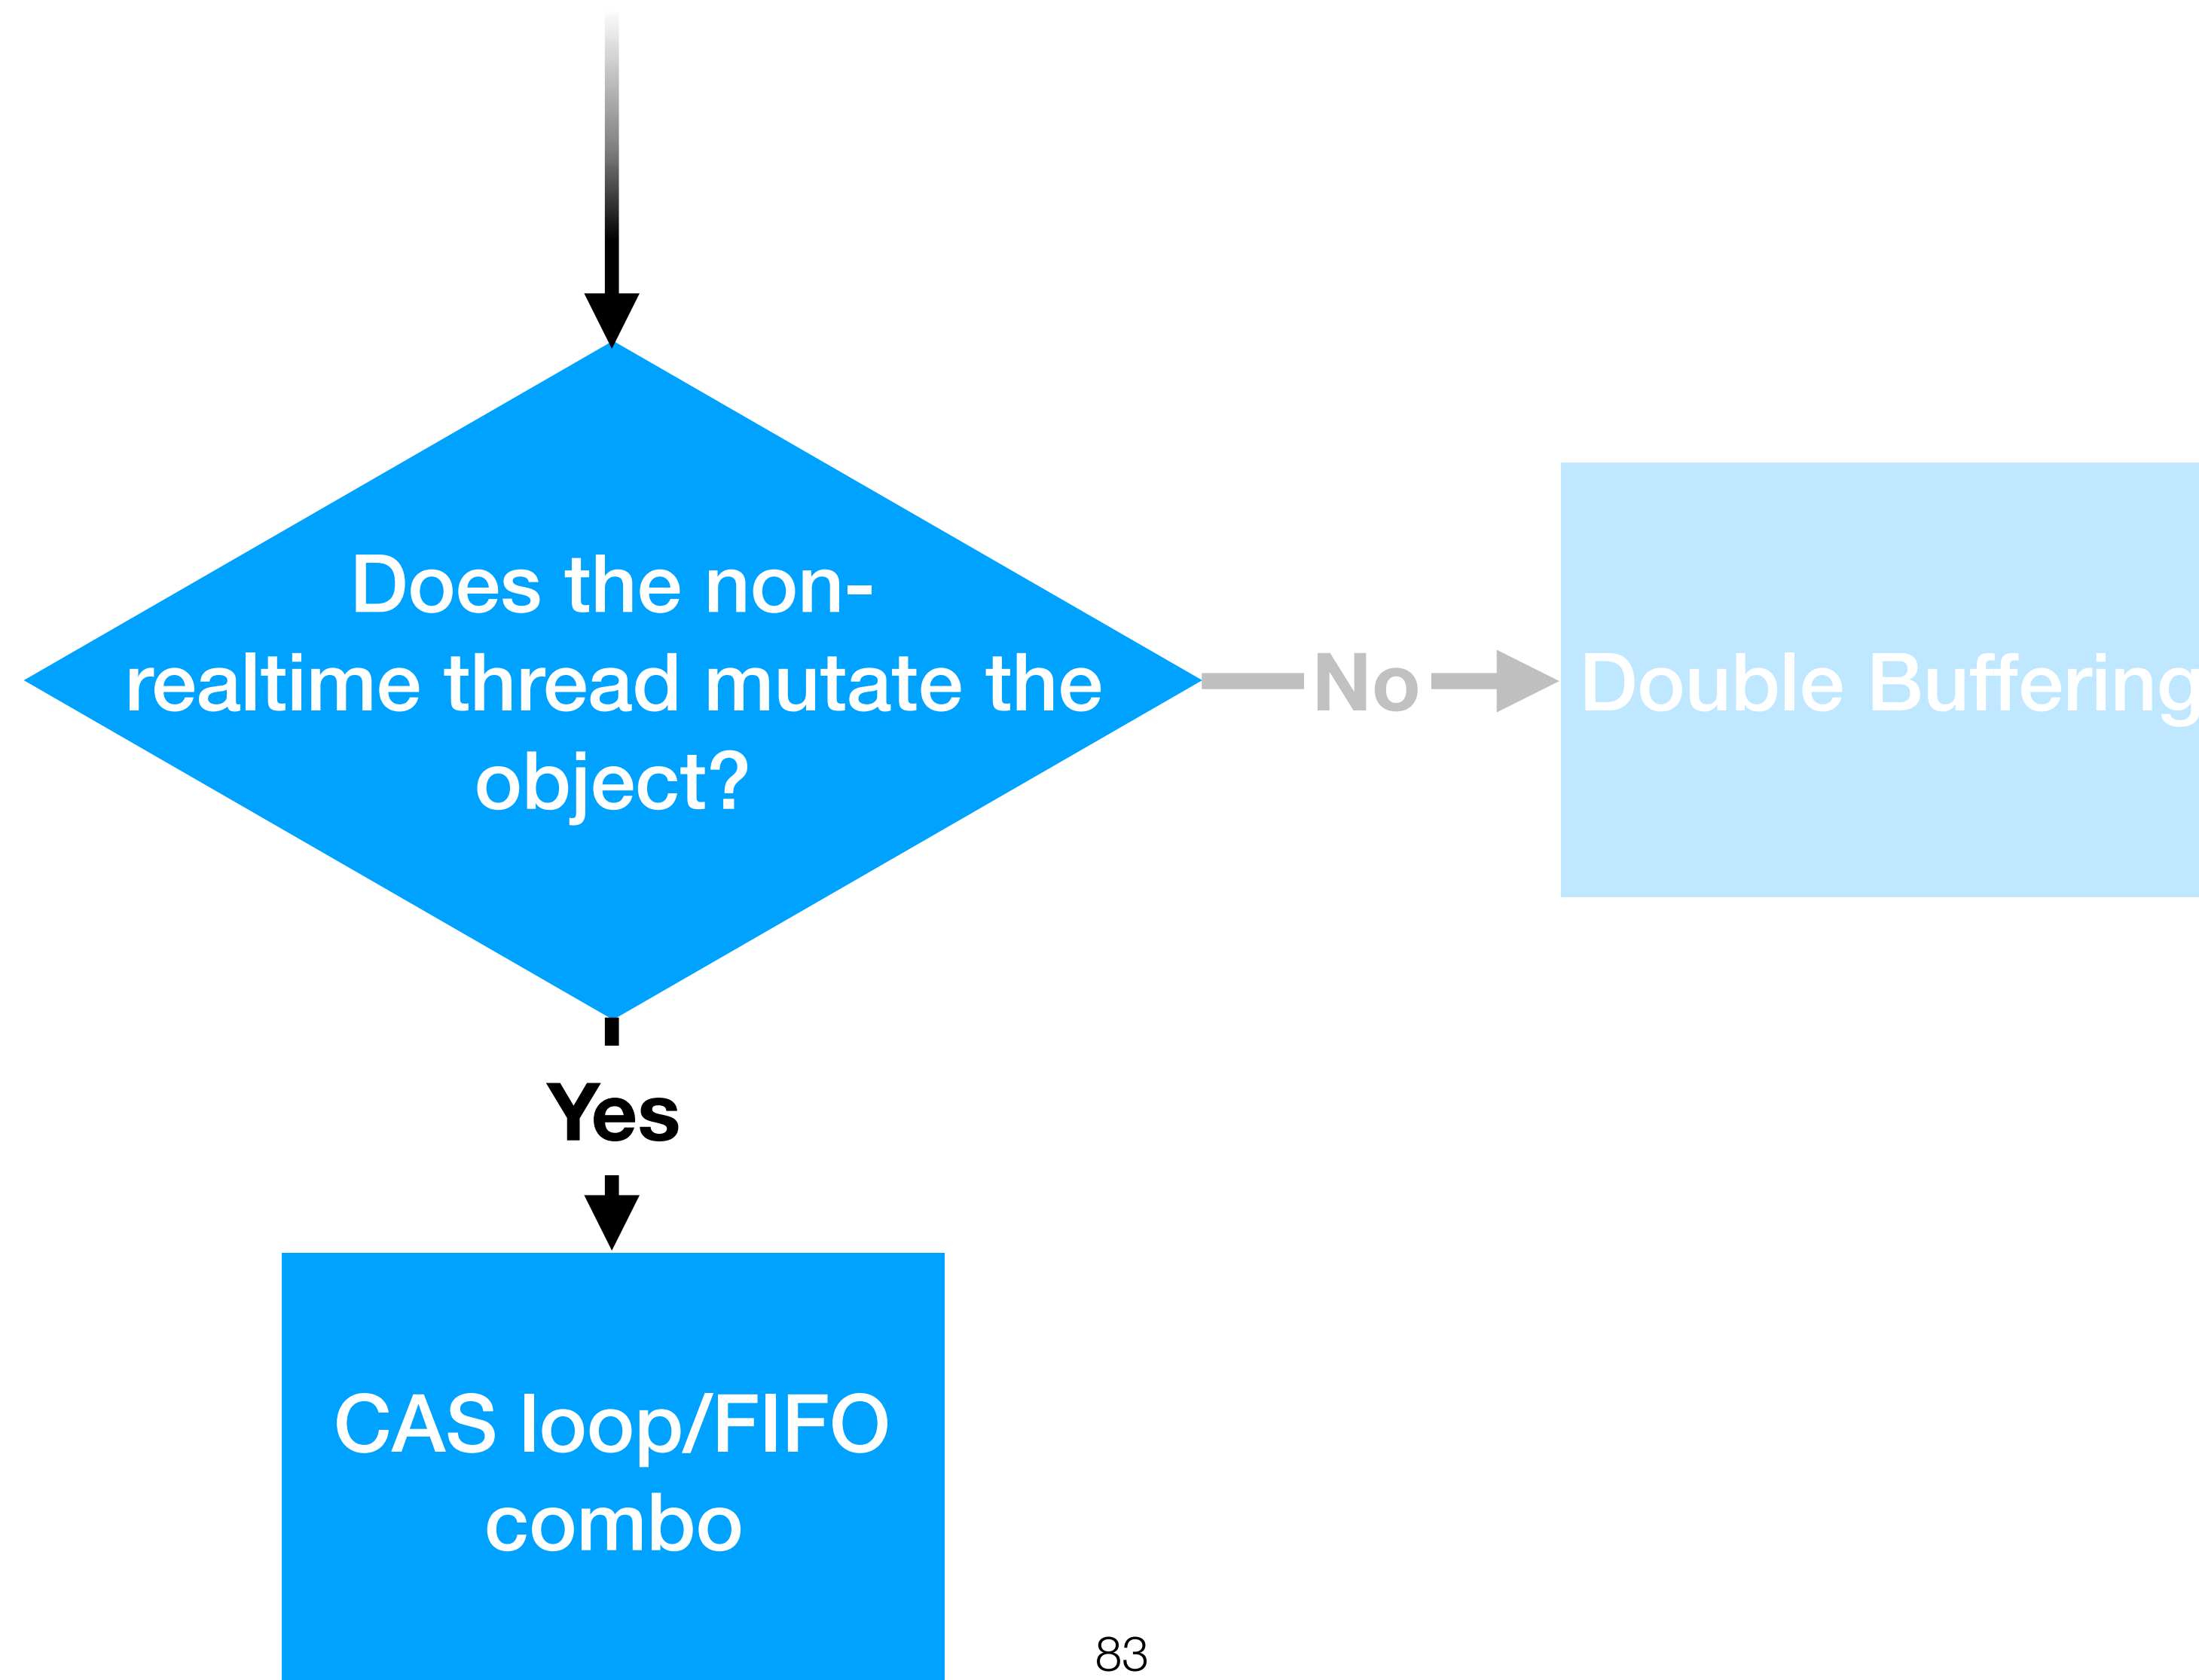 Does the non-
realtime thread mutate the
object?
No
Double Buffering
Yes
CAS loop/FIFO
combo
83